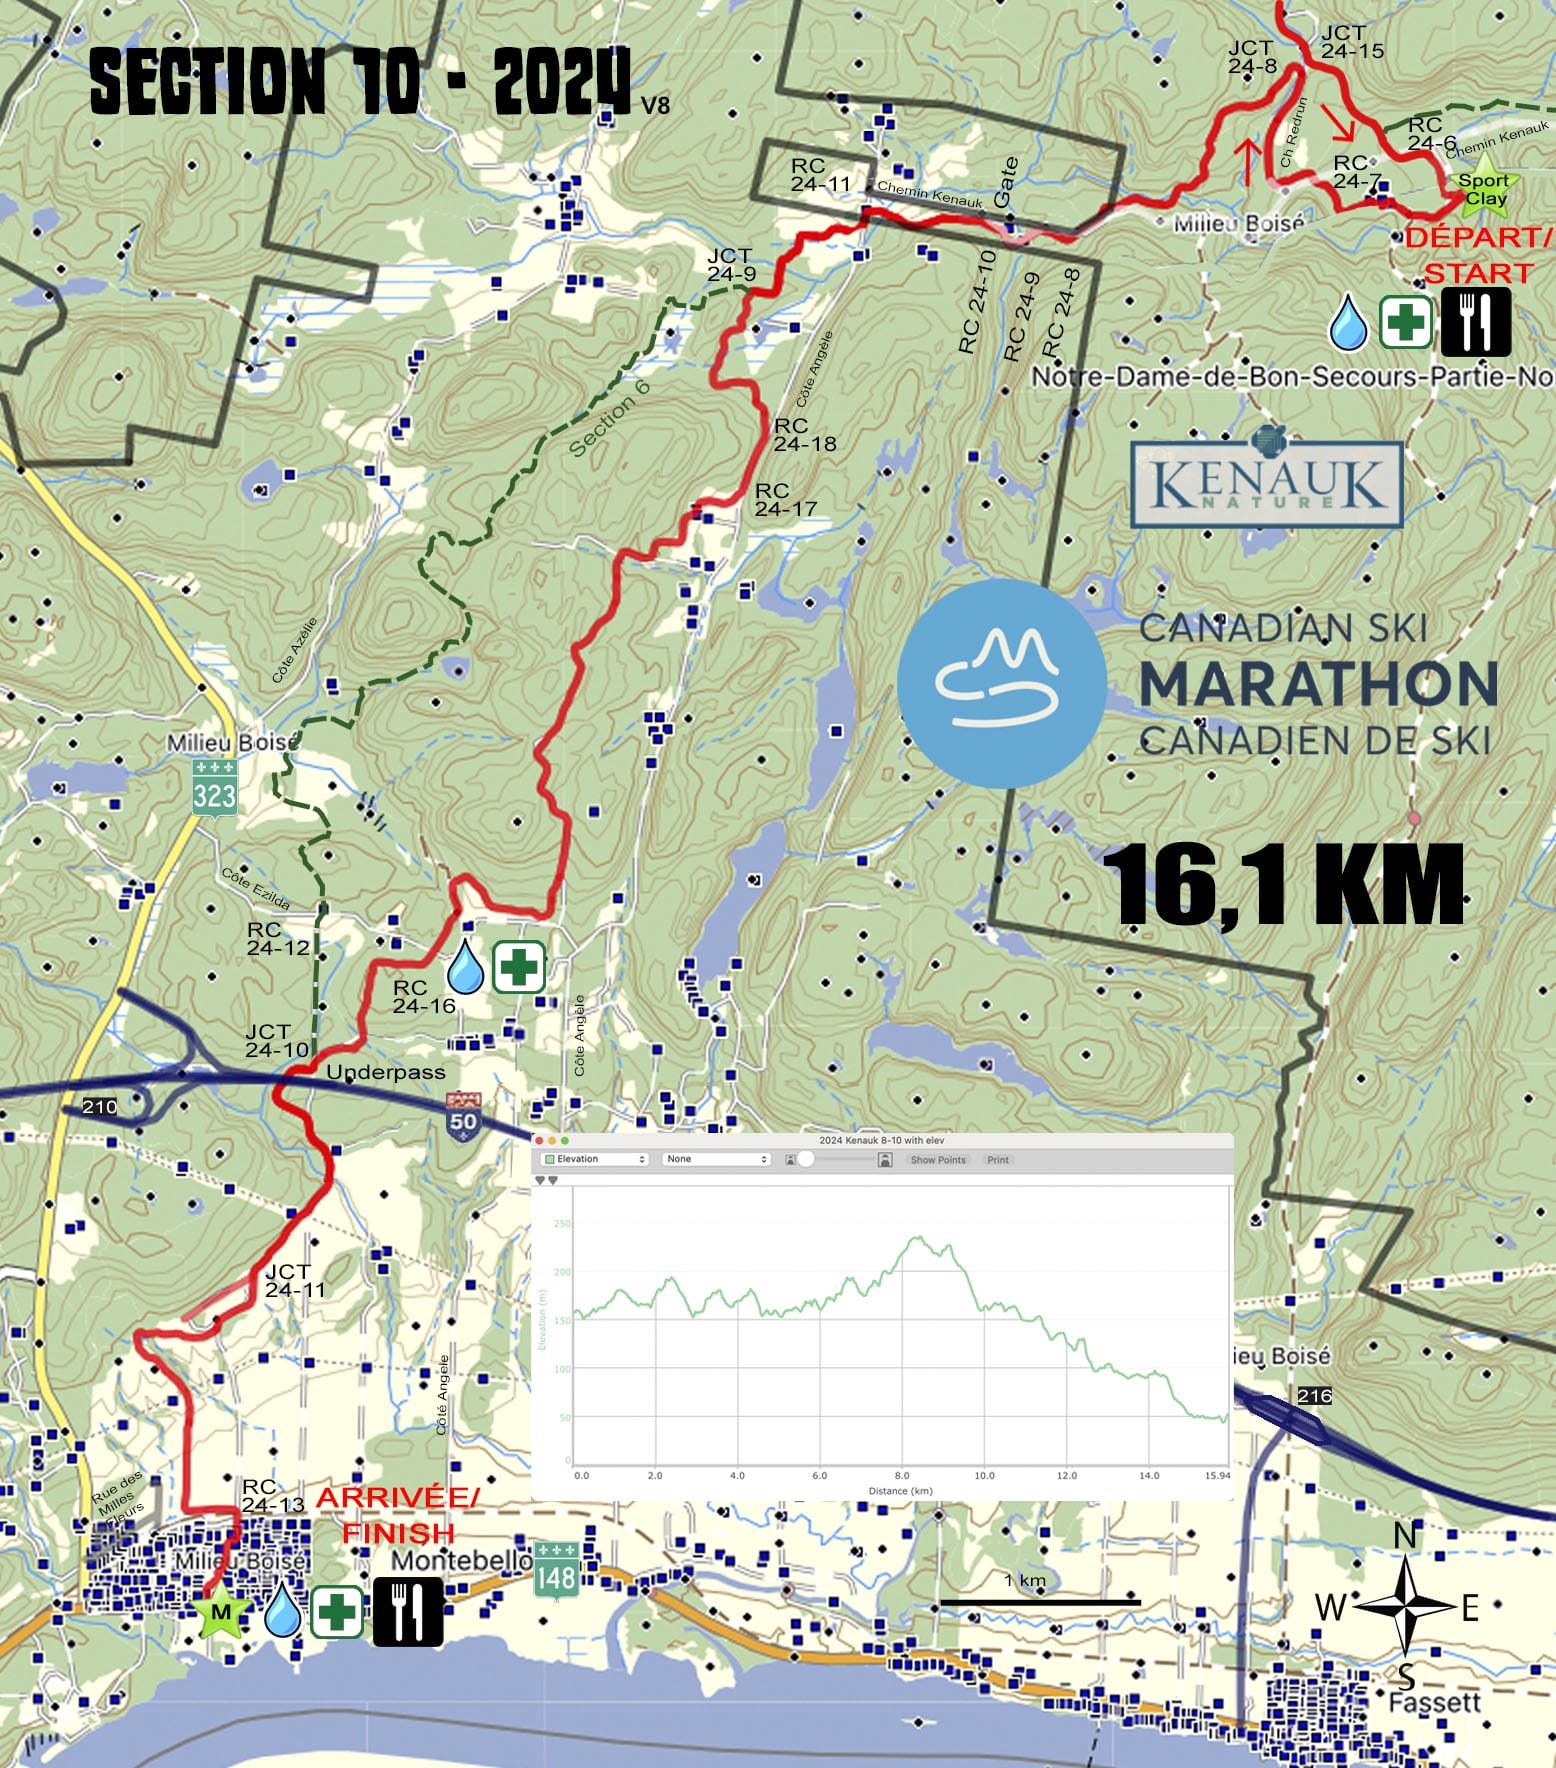 SECTION 10 - 2024 V8
JCT
24-15
JCT
24-8
Ch Redrun
RC
24-6
Chemin Kenauk
RC
24-7
Sport
Clay
RC
24-11
Chemin Kenauk
Gate
Milieu Boisé
DÉPART/
START
JCT
24-9
RC 24-10
RC 24-9
RC 24-8
Côte Angèle
Notre-Dame-de-Bon-Secours-Partie-No
Section 6
RC
24-18
KENAUK
NATURE
RC
24-17
CANADIAN SKI
MARATHON
CANADIEN DE SKI
Côte Azélie
Milieu Boisé
323
16,1 KM
Côte Ezilda
RC
24-12
RC
24-16
Côte Angèle
JCT
24-10
Underpass
210
50
2024 Kenauk 8-10 with elev
Elevation
None
Show Points
Print
250
200
150
100
50
0
Elevation (m)
0.0
2.0
4.0
6.0
8.0
10.0
12.0
14.0
15.94
Distance (km)
JCT
24-11
ieu Boisé
216
Côté Angèle
Rue des
Milles
Fleurs
RC
24-13
ARRIVÉE/
FINISH
Milieu Boisé
Montebello
148
M
1 km
N
W
E
S
Fassett